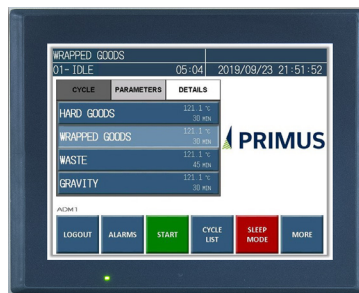 WRAPPED GOODS
01- IDLE 05:04 2019/09/23 21:51:52
CYCLE PARAMETERS DETAILS
HARD GOODS 121.1 °C 30 MIN
WRAPPED GOODS 121.1 °C 30 MIN
WASTE 121.1 °C 45 MIN
GRAVITY 121.1 °C 30 MIN
PRIMUS
ADM1
LOGOUT ALARMS START CYCLE LIST SLEEP MODE MORE